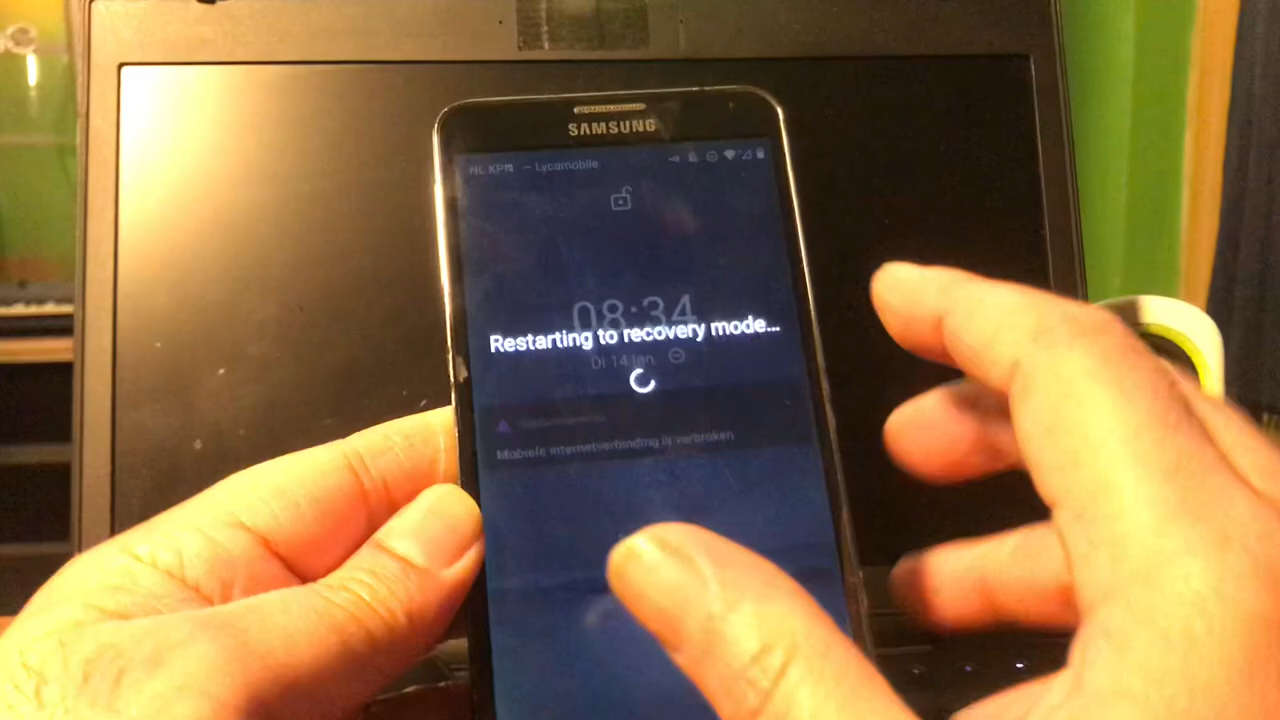 SAMSUNG
NL KPN — Lycamobile
08:34
Restarting to recovery mode...
DI 14 jan.
Mobiele internetverbinding is verbroken